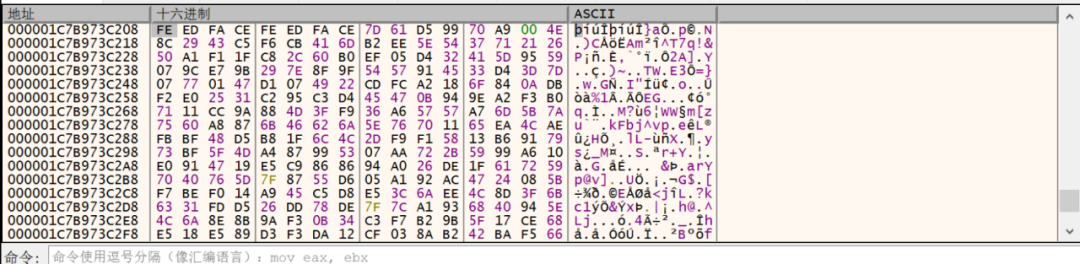 地址 十六进制 ASCII
000001C7B973C208 FE ED FA CE FE ED FA CE 7D 61 D5 99 70 A9 00 4E þíúÎþíúÎ}aÕ.p©.N
000001C7B973C218 8C 29 43 C5 F6 CB 41 6D B2 EE 5E 54 37 71 21 26 .)CÅöËAm²î^T7q!&
000001C7B973C228 50 A1 F1 1F C8 2C 60 B0 EF 05 D4 32 41 5D 95 59 P¡ñ.È,`°ï.Ô2A].Y
000001C7B973C238 07 9C E7 9B 29 7E 8F 9F 54 57 91 45 33 D4 3D 7D ..ç.)~..TW.E3Ô=}
000001C7B973C248 07 77 01 47 D1 07 49 22 CD FC A2 18 6F 84 0A DB .w.GÑ.I"Íü¢.o..Û
000001C7B973C258 F2 E0 25 31 C2 95 C3 D4 45 47 0B 94 9E A2 F3 B0 òà%1Â.ÃÔEG...¢ó°
000001C7B973C268 71 11 CC 9A 88 4D 3F F9 36 A6 57 57 A7 6D 5B 7A q.Ì..M?ù6¦WW§m[z
000001C7B973C278 75 60 A8 87 6B 46 62 6A 5E 76 70 11 65 EA 4C AE u`¨.kFbj^vp.eêL®
000001C7B973C288 FB BF 48 D5 B8 1F 6C 4C 2D F9 F1 58 13 B6 91 79 û¿HÕ¸.lL-ùñX.¶.y
000001C7B973C298 73 BF 5F 4D A4 87 99 53 07 AA 72 2B 59 99 A6 10 s¿_M¤..S.ªr+Y.¦.
000001C7B973C2A8 E0 91 47 19 E5 C9 86 86 94 A0 26 DE 1F 61 72 59 à.G.åÉ... &Þ.arY
000001C7B973C2B8 70 40 76 5D 7F 87 55 D6 05 A1 92 AC 47 24 08 5B p@v]..UÖ.¡.¬G$.[
000001C7B973C2C8 F7 BE F0 14 A9 45 C5 D8 E5 3C 6A EE 4C 8D 3F 6B ÷¾ð.©EÅØå<jîL.?k
000001C7B973C2D8 63 31 FD D5 26 DD 78 DE 7F 7C A1 93 68 40 94 5E c1ýÕ&ÝxÞ.|¡.h@.^
000001C7B973C2E8 4C 6A 8E 8B 9A F3 0B 34 C3 F7 B2 9B 5F 17 CE 68 Lj...ó.4Ã÷²._.Îh
000001C7B973C2F8 E5 18 E5 89 D3 F3 DA 12 CF 03 8A B2 42 BA F5 66 å.å.ÓóÚ.Ï..²Bºõf
命令: 命令使用逗号分隔（像汇编语言）: mov eax, ebx